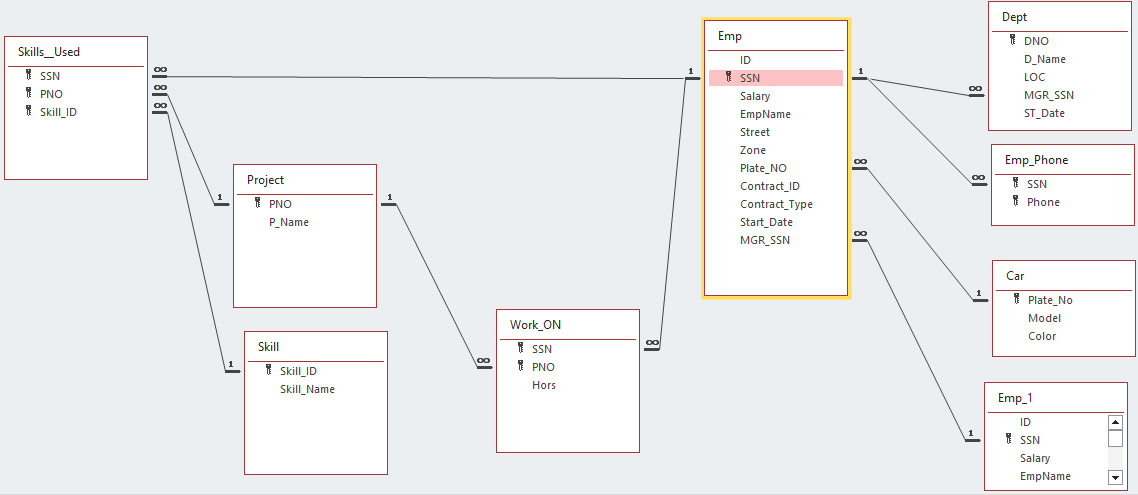 Skills__Used
SSN
PNO
Skill_ID
Project
PNO
P_Name
Skill
Skill_ID
Skill_Name
Work_ON
SSN
PNO
Hors
Emp
ID
SSN
Salary
EmpName
Street
Zone
Plate_NO
Contract_ID
Contract_Type
Start_Date
MGR_SSN
Dept
DNO
D_Name
LOC
MGR_SSN
ST_Date
Emp_Phone
SSN
Phone
Car
Plate_No
Model
Color
Emp_1
ID
SSN
Salary
EmpName
∞
∞
∞
1
1
1
∞
∞
1
1
∞
∞
∞
∞
1
1